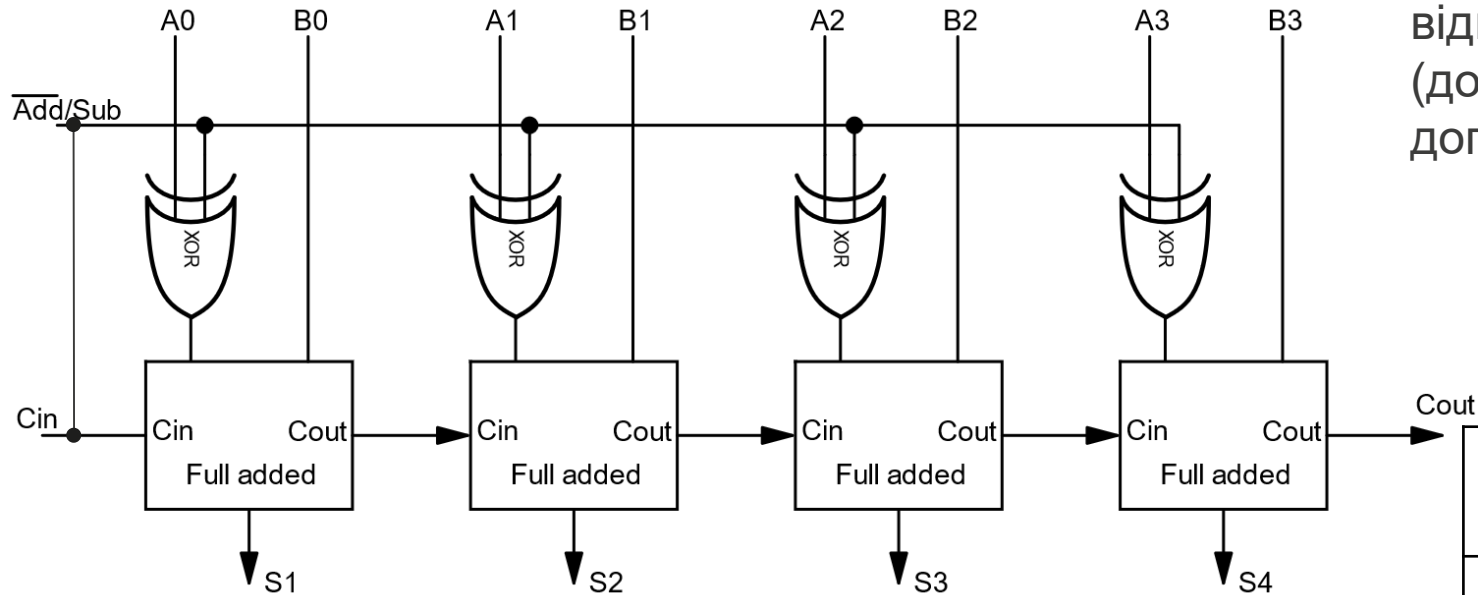 A0 B0 A1 B1 A2 B2 A3 B3
Add/Sub
XOR XOR XOR XOR
Cin Cin Cout Cin Cout Cin Cout Cin Cout Cout
Full added Full added Full added Full added
S1 S2 S3 S4